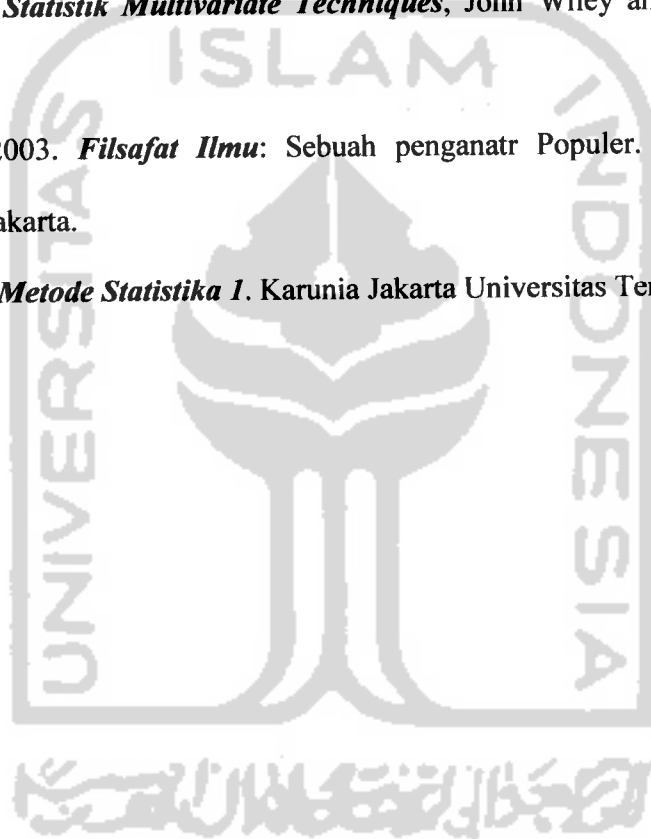 Statistik Multivariate Techniques, John Wiley
ISLAM
2003. Filsafat Ilmu: Sebuah penganatr Populer.
akarta.
Metode Statistika 1. Karunia Jakarta Universitas Ter
UNIVERSITAS
INDONESIA